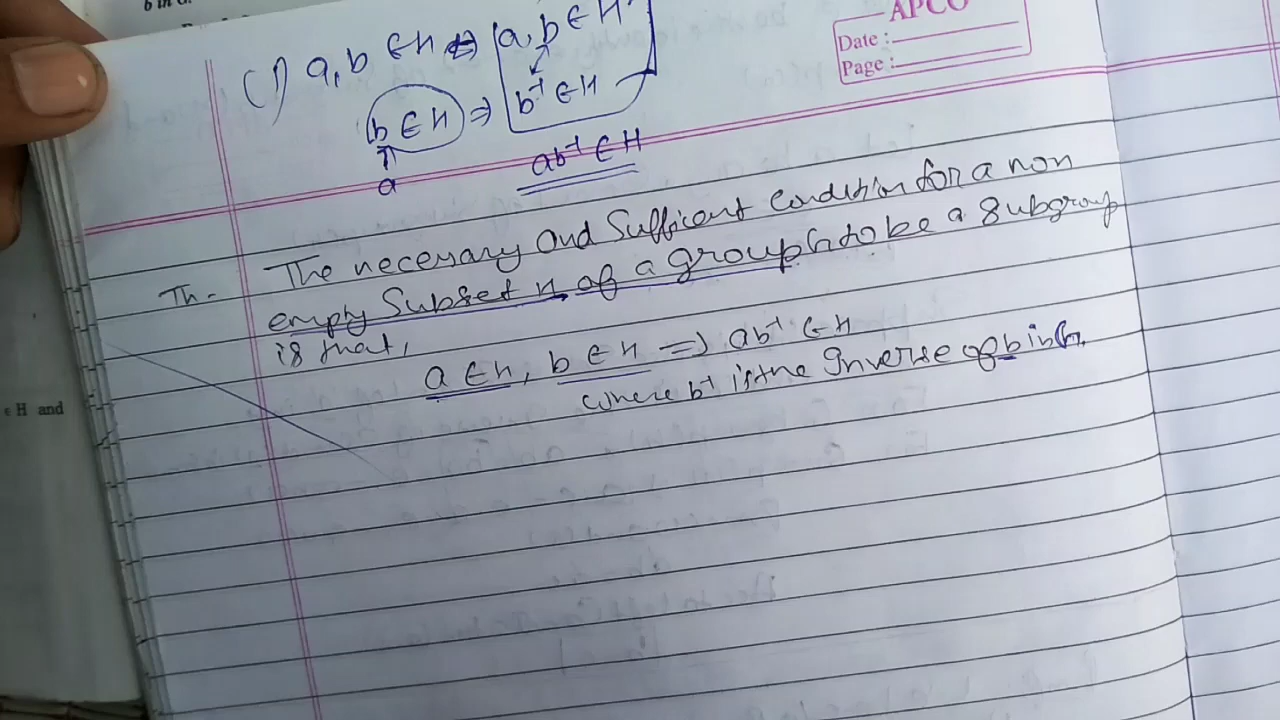 b in G.
APCO
Date :
Page :
(1) a, b ∈ H ⇔ a, b ∈ H
b ∈ H ⇒ b⁻¹ ∈ H
a
ab⁻¹ ∈ H
Th- The necessary and Sufficient Condition for a non
empty Subset H of a group G to be a subgroup
is that,
a ∈ H, b ∈ H ⇒ ab⁻¹ ∈ H
where b⁻¹ is the Inverse of b in G.
∈ H and